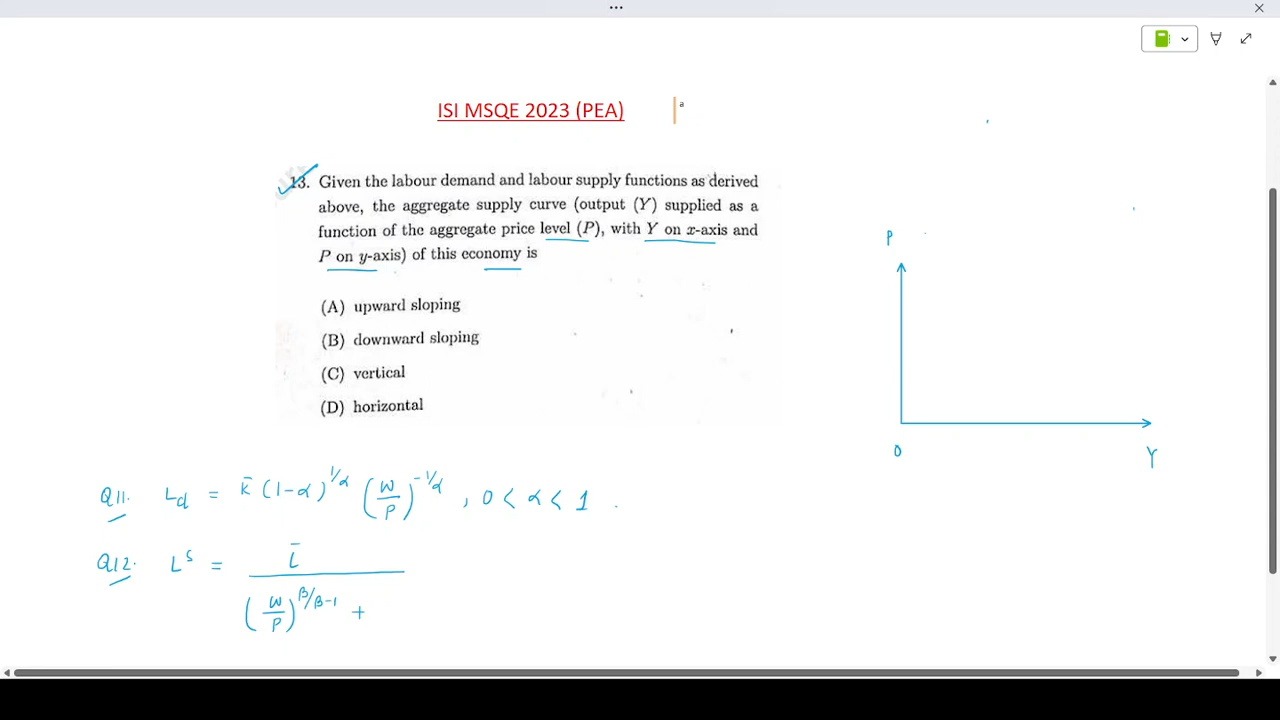 ISI MSQE 2023 (PEA)
a
13. Given the labour demand and labour supply functions as derived
above, the aggregate supply curve (output (Y) supplied as a
function of the aggregate price level (P), with Y on x-axis and
P on y-axis) of this economy is
(A) upward sloping
(B) downward sloping
(C) vertical
(D) horizontal
P
0
Y
Q11. Ld = K̄ (1-α)^1/α (W/P)^-1/α , 0 < α < 1 .
Q12. L^s = L̄ / (W/P)^β/β-1 +